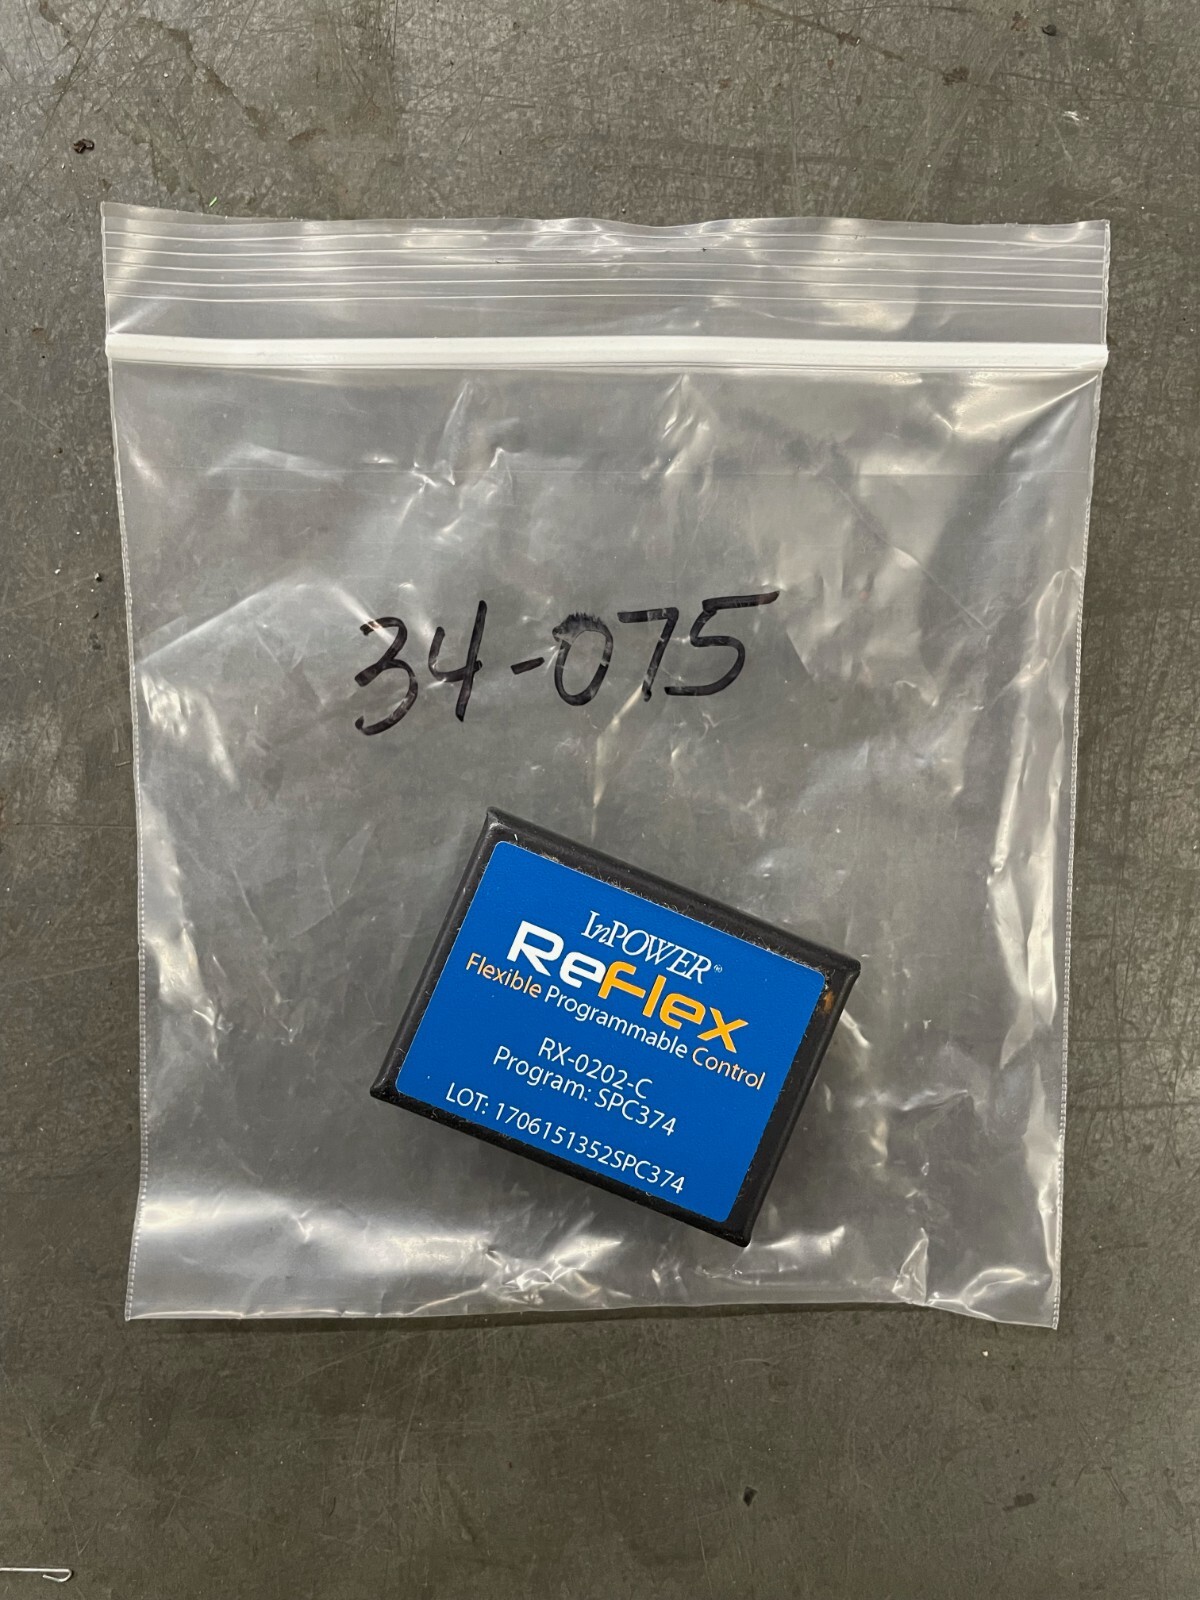 34-075
InPOWER®
Reflex
Flexible Programmable Control
RX-0202-C
Program: SPC374
LOT: 1706151352SPC374